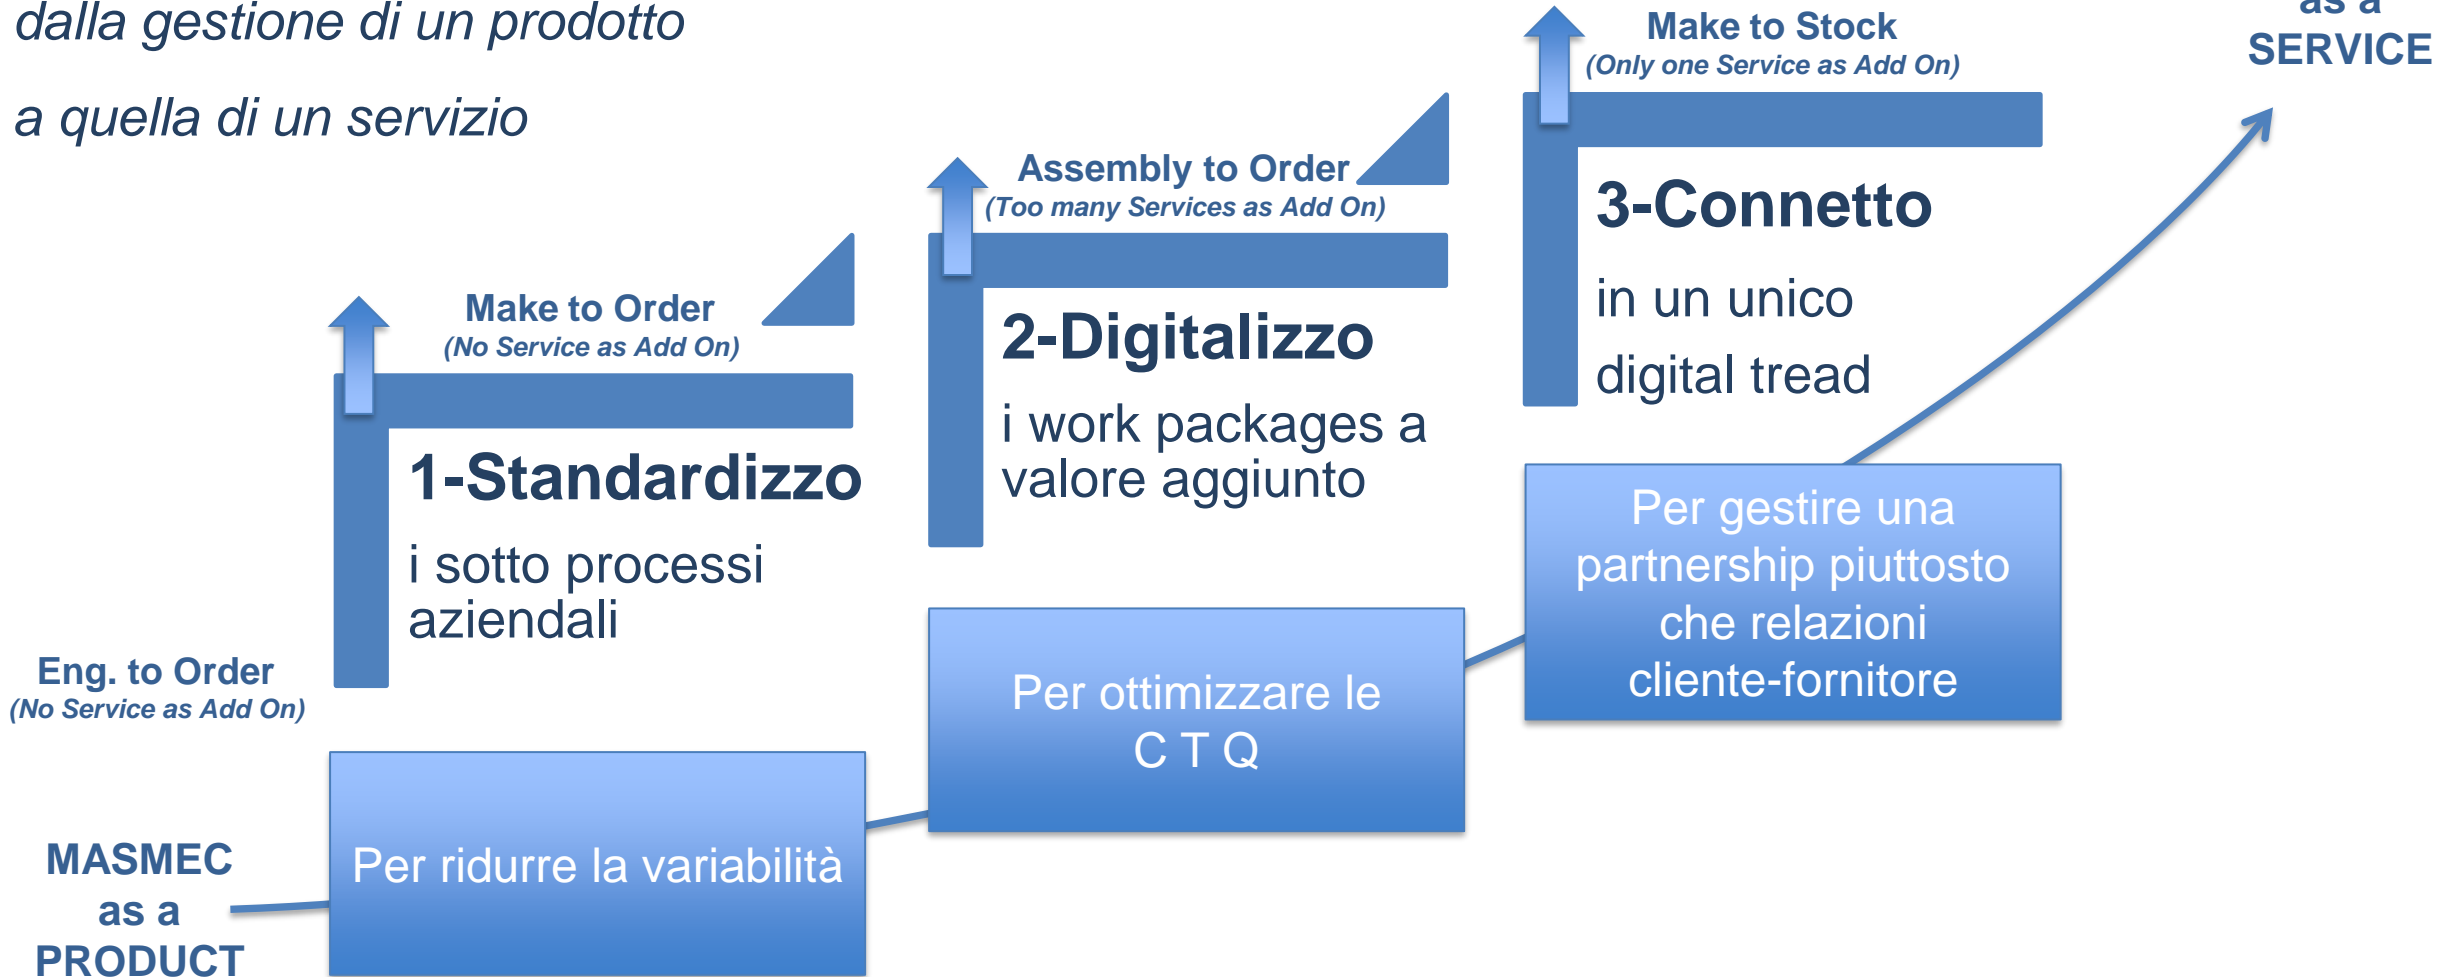 dalla gestione di un prodotto
a quella di un servizio
Eng. to Order
(No Service as Add On)
MASMEC
as a
PRODUCT
Make to Order
(No Service as Add On)
1-Standardizzo
i sotto processi
aziendali
Per ridurre la variabilità
Assembly to Order
(Too many Services as Add On)
2-Digitalizzo
i work packages a
valore aggiunto
Per ottimizzare le
C T Q
Make to Stock
(Only one Service as Add On)
3-Connetto
in un unico
digital tread
Per gestire una
partnership piuttosto
che relazioni
cliente-fornitore
as a
SERVICE